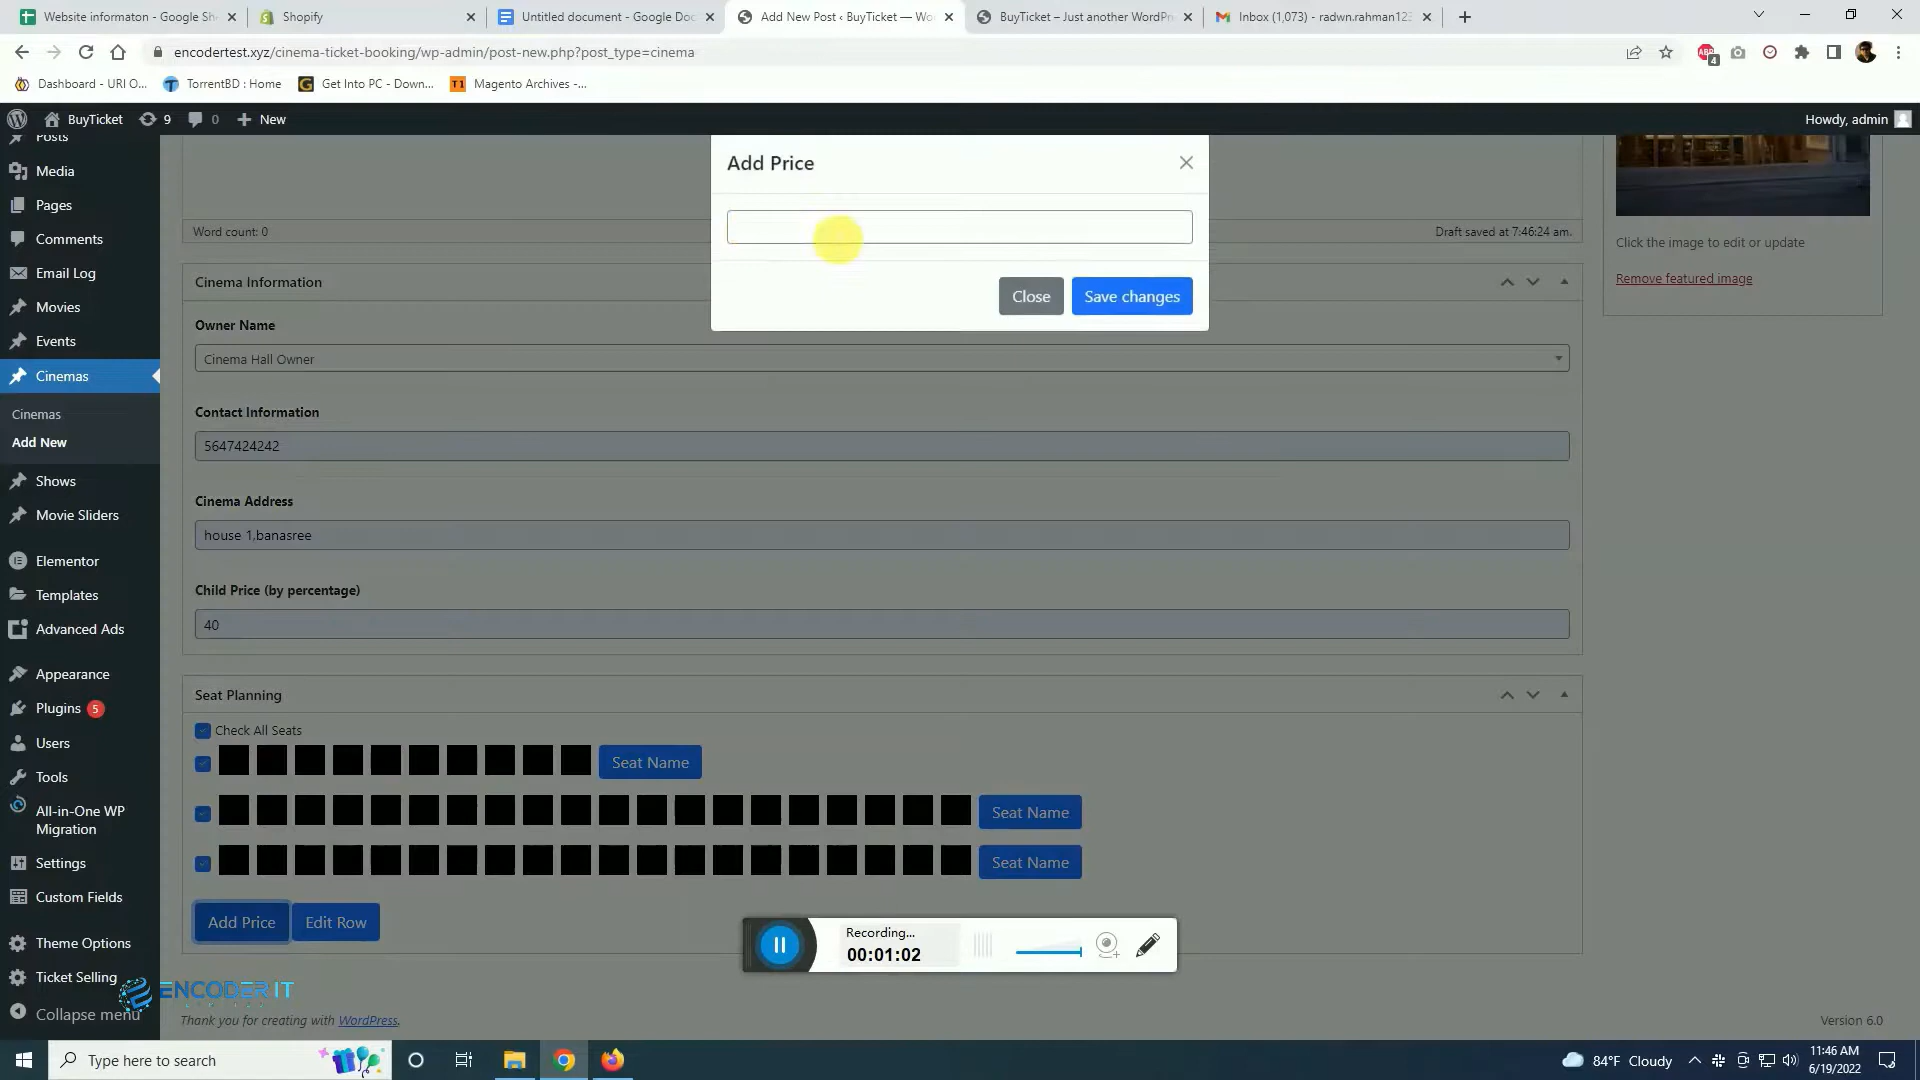 Website informaton - Google She
Shopify
Untitled document - Google Doc
Add New Post ‹ BuyTicket — Wo
BuyTicket – Just another WordPr
Inbox (1,073) - radwn.rahman123
encodertest.xyz/cinema-ticket-booking/wp-admin/post-new.php?post_type=cinema
ABP
4
Dashboard - URI O...
TorrentBD : Home
Get Into PC - Down...
Magento Archives -...
BuyTicket
9
0
New
Howdy, admin
Posts
Media
Pages
Comments
Email Log
Movies
Events
Cinemas
Cinemas
Add New
Shows
Movie Sliders
Elementor
Templates
Advanced Ads
Appearance
Plugins 5
Users
Tools
All-in-One WP
Migration
Settings
Custom Fields
Theme Options
Ticket Selling
Collapse menu
Add Price
Close
Save changes
Word count: 0
Draft saved at 7:46:24 am.
Click the image to edit or update
Remove featured image
Cinema Information
Owner Name
Cinema Hall Owner
Contact Information
5647424242
Cinema Address
house 1,banasree
Child Price (by percentage)
40
Seat Planning
Check All Seats
Seat Name
Seat Name
Seat Name
Add Price
Edit Row
Recording...
00:01:02
ENCODER IT
Thank you for creating with WordPress.
Version 6.0
Type here to search
84°F Cloudy
11:46 AM
6/19/2022